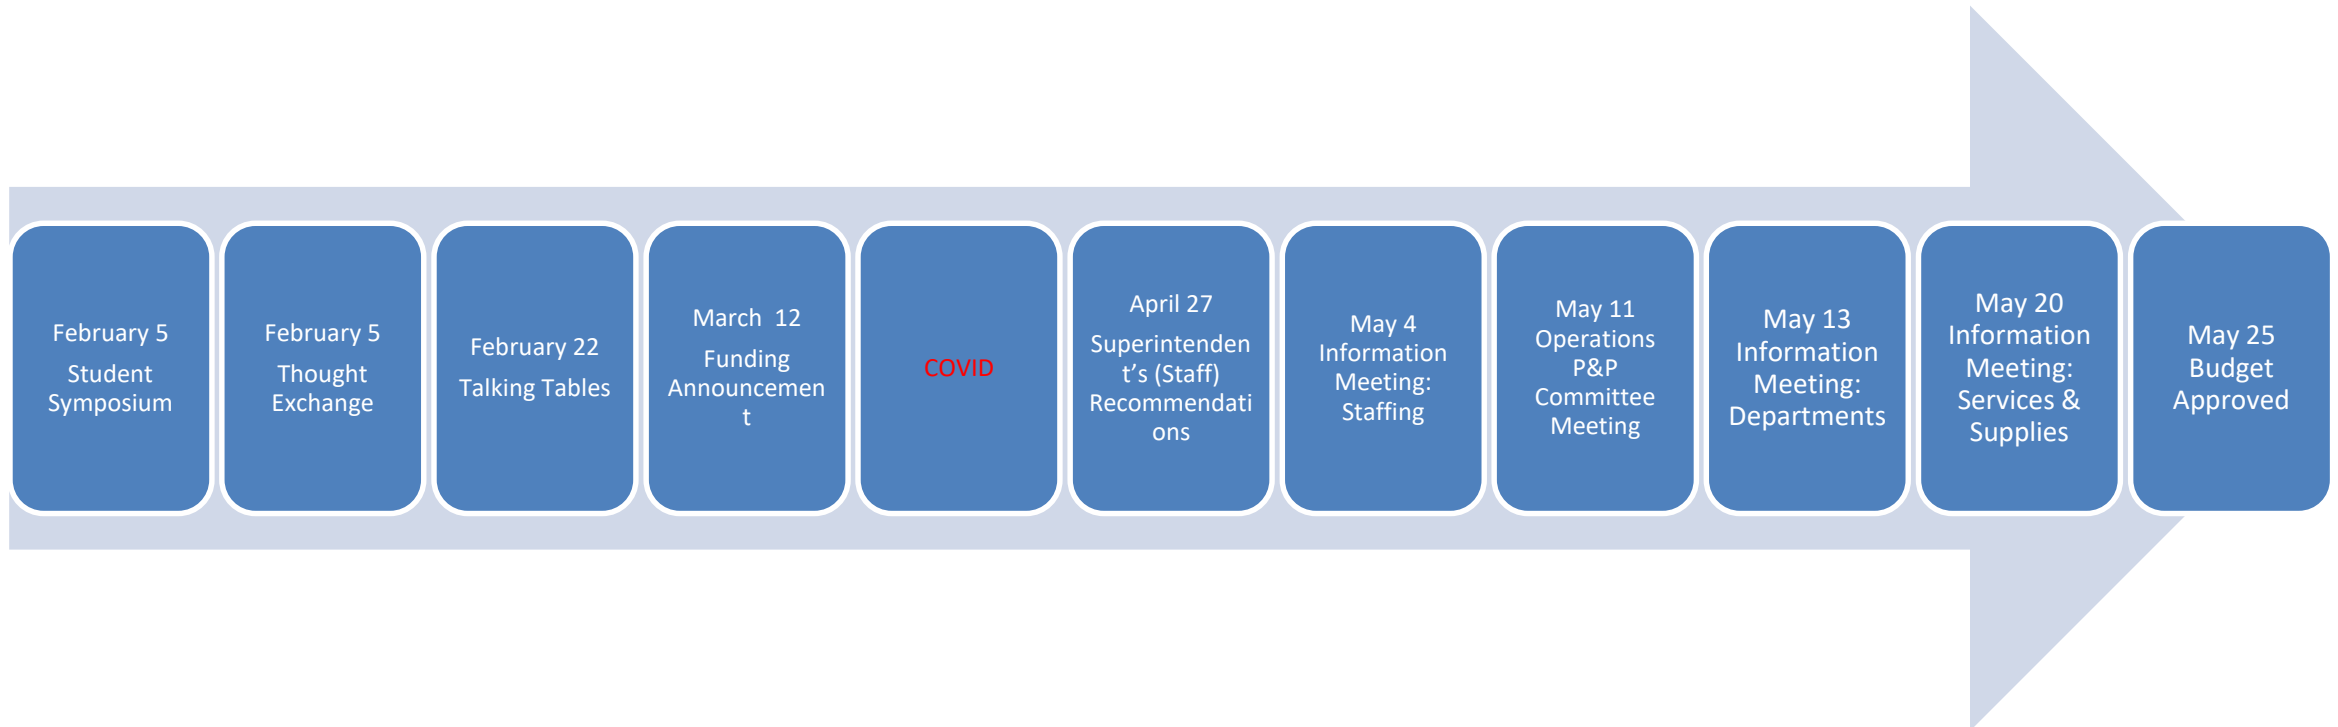 February 5
Student
Symposium
February 5
Thought
Exchange
February 22
Talking Tables
March  12
Funding
Announcemen
t
COVID
April 27
Superintenden
t’s (Staff)
Recommendati
ons
May 4
Information
Meeting:
Staffing
May 11
Operations
P&P
Committee
Meeting
May 13
Information
Meeting:
Departments
May 20
Information
Meeting:
Services &
Supplies
May 25
Budget
Approved